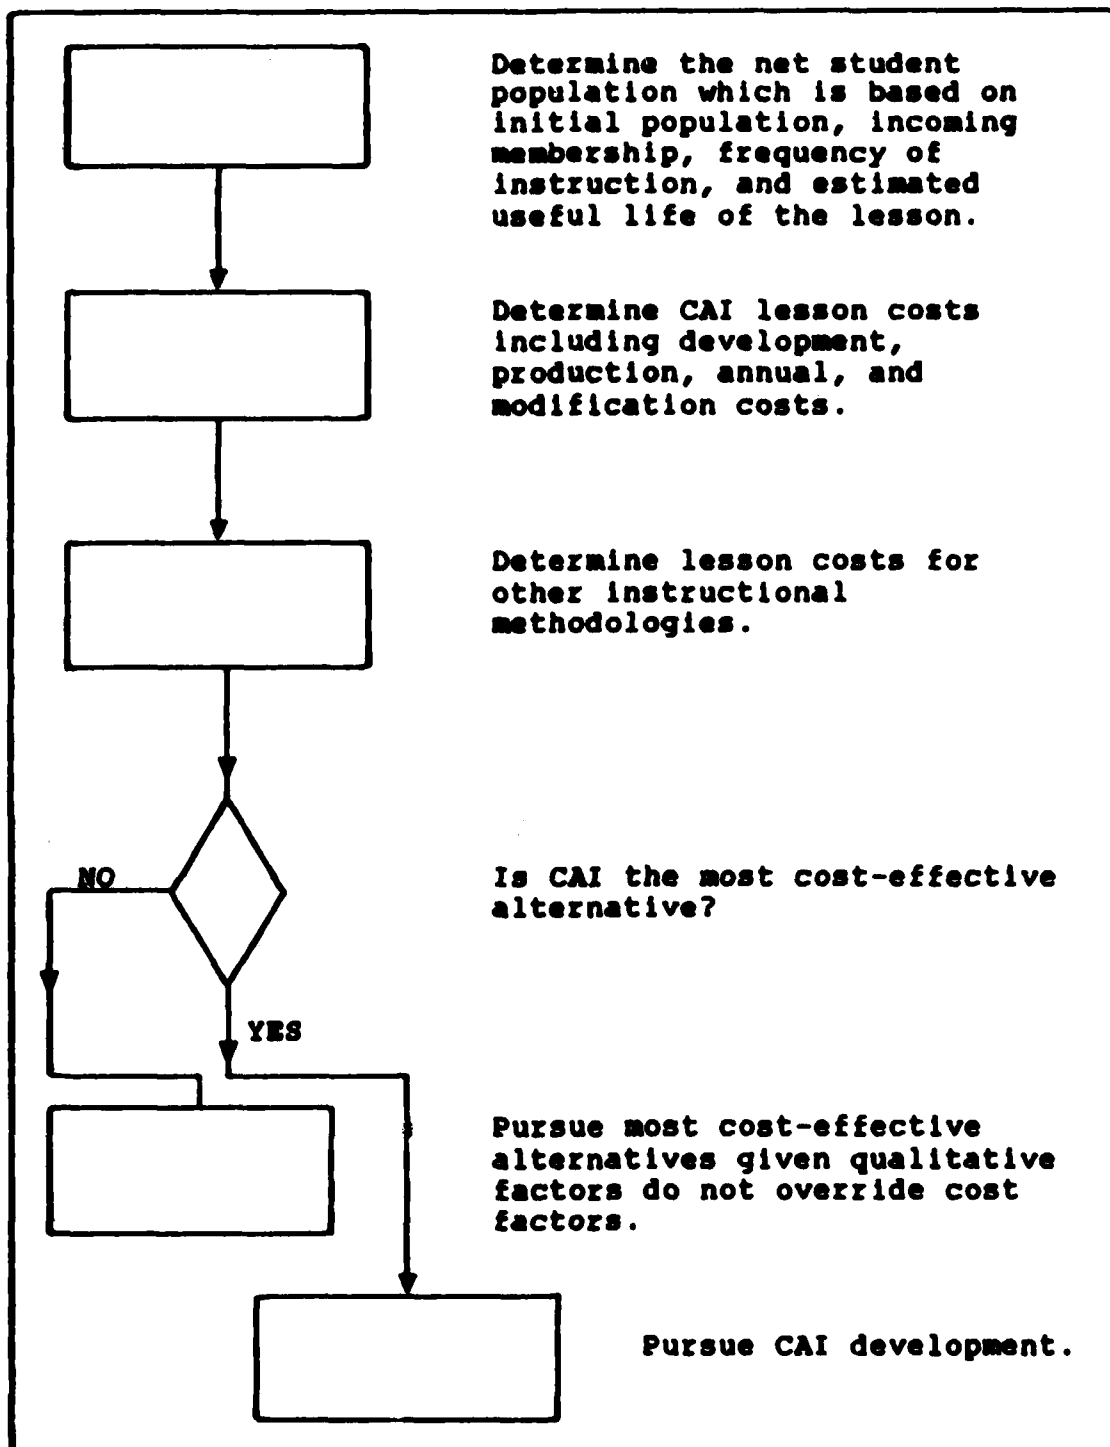 Determine the net student
population which is based on
initial population, incoming
membership, frequency of
instruction, and estimated
useful life of the lesson.
Determine CAI lesson costs
including development,
production, annual, and
modification costs.
Determine lesson costs for
other instructional
methodologies.
NO
Is CAI the most cost-effective
alternative?
YES
Pursue most cost-effective
alternatives given qualitative
factors do not override cost
factors.
Pursue CAI development.